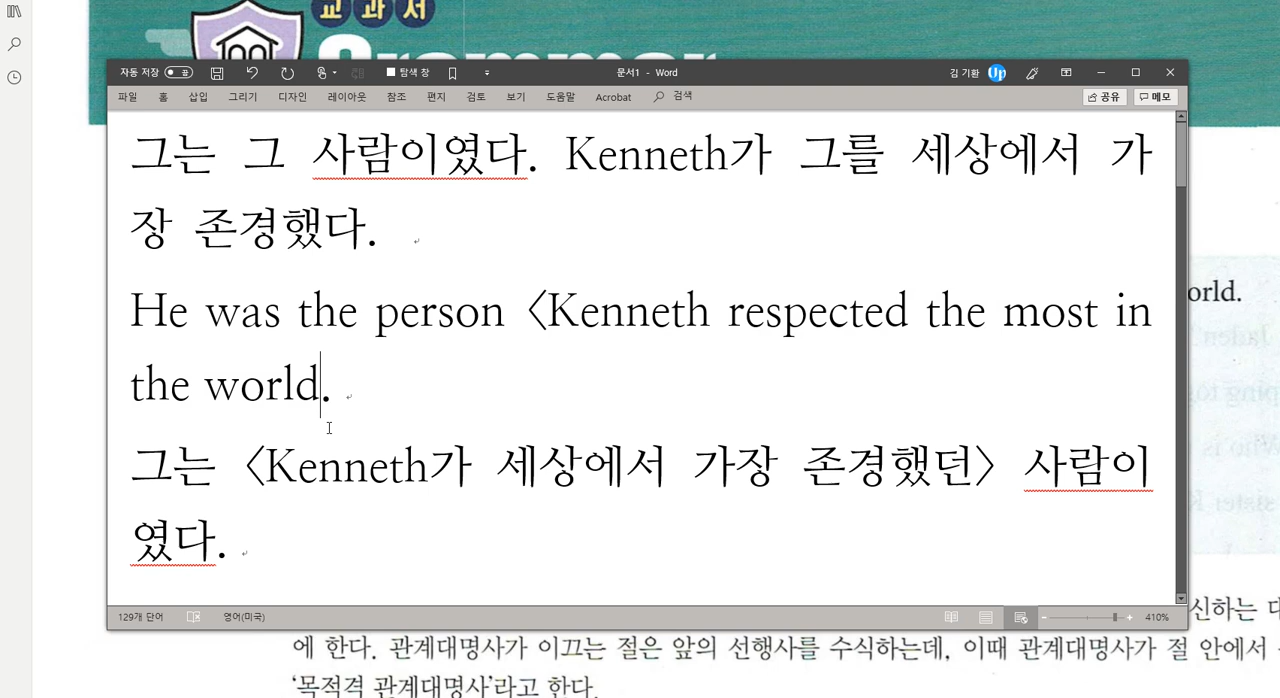 교과서
Grammar
자동 저장 끔 탐색 창 문서1 - Word 김 기환 Up
파일 홈 삽입 그리기 디자인 레이아웃 참조 편지 검토 보기 도움말 Acrobat 검색 공유 메모
그는 그 사람이였다. Kenneth가 그를 세상에서 가
장 존경했다.
He was the person 〈Kenneth respected the most in
the world.
그는 〈Kenneth가 세상에서 가장 존경했던〉 사람이
였다.
orld.
129개 단어 영어(미국) 410%
신하는 대
에 한다. 관계대명사가 이끄는 절은 앞의 선행사를 수식하는데, 이때 관계대명사가 절 안에서
‘목적격 관계대명사’라고 한다.